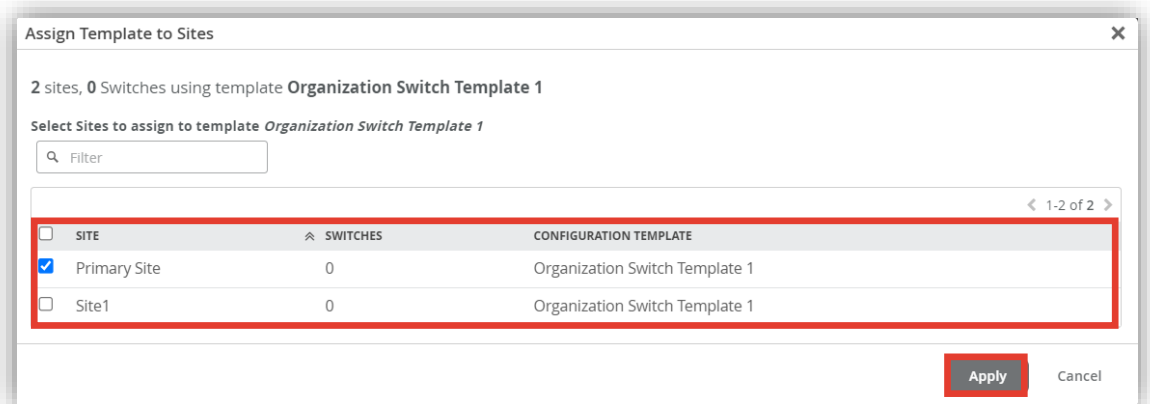 Assign Template to Sites
2 sites, 0 Switches using template Organization Switch Template 1
Select Sites to assign to template Organization Switch Template 1
Filter
1-2 of 2
SITE SWITCHES CONFIGURATION TEMPLATE
Primary Site 0 Organization Switch Template 1
Site1 0 Organization Switch Template 1
Apply Cancel